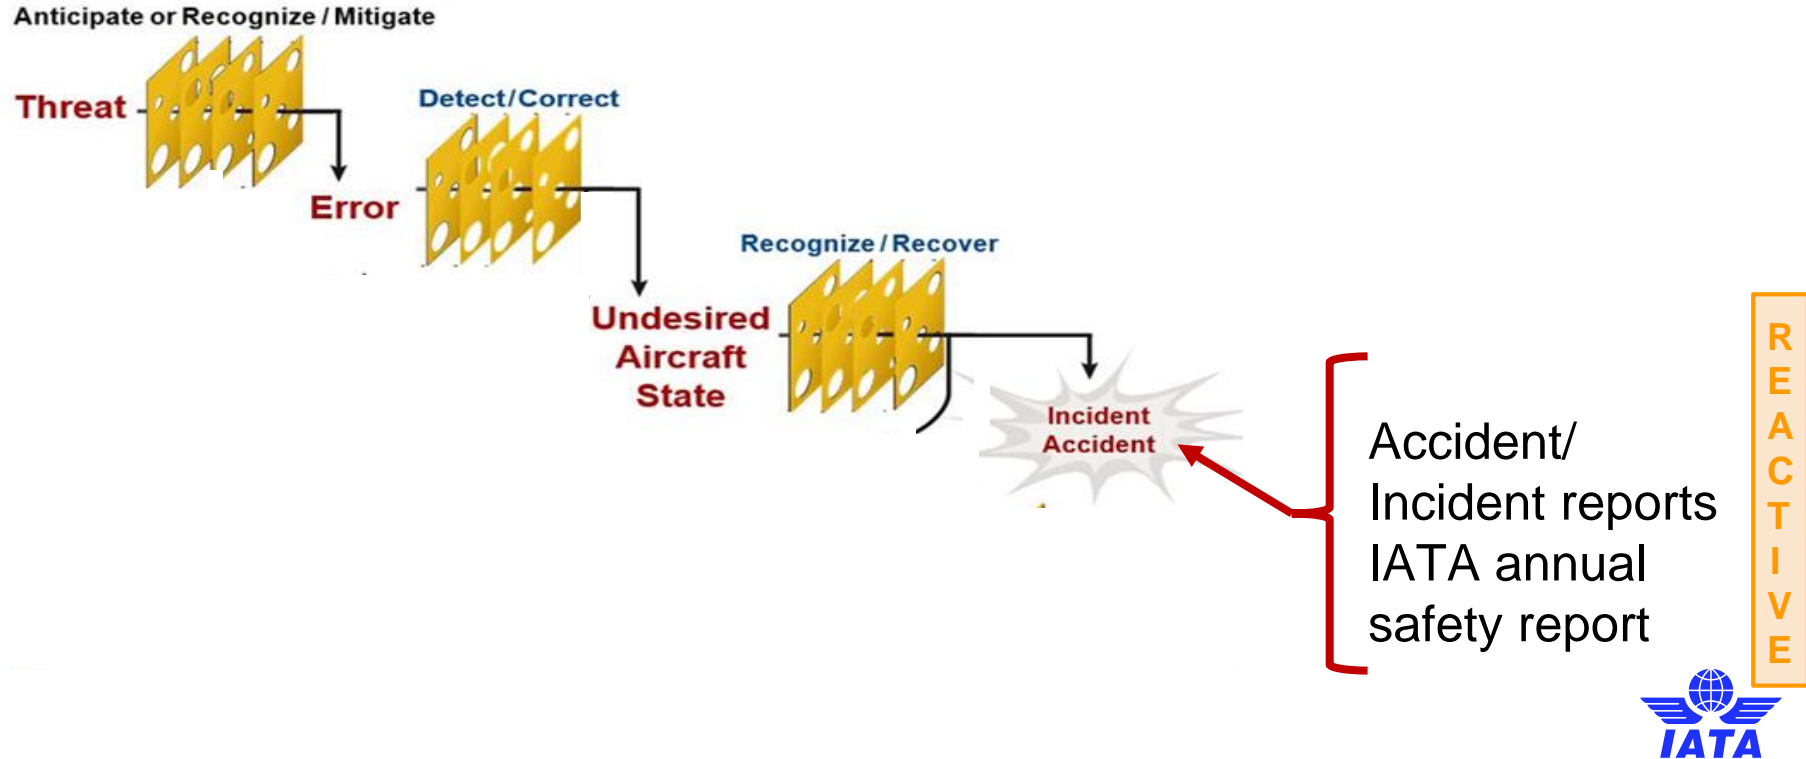 Anticipate or Recognize / Mitigate
Threat
Detect/Correct
Error
Recognize / Recover
Undesired
Aircraft
State
Incident
Accident
Accident/
Incident reports
IATA annual
safety report
REACTIVE
IATA